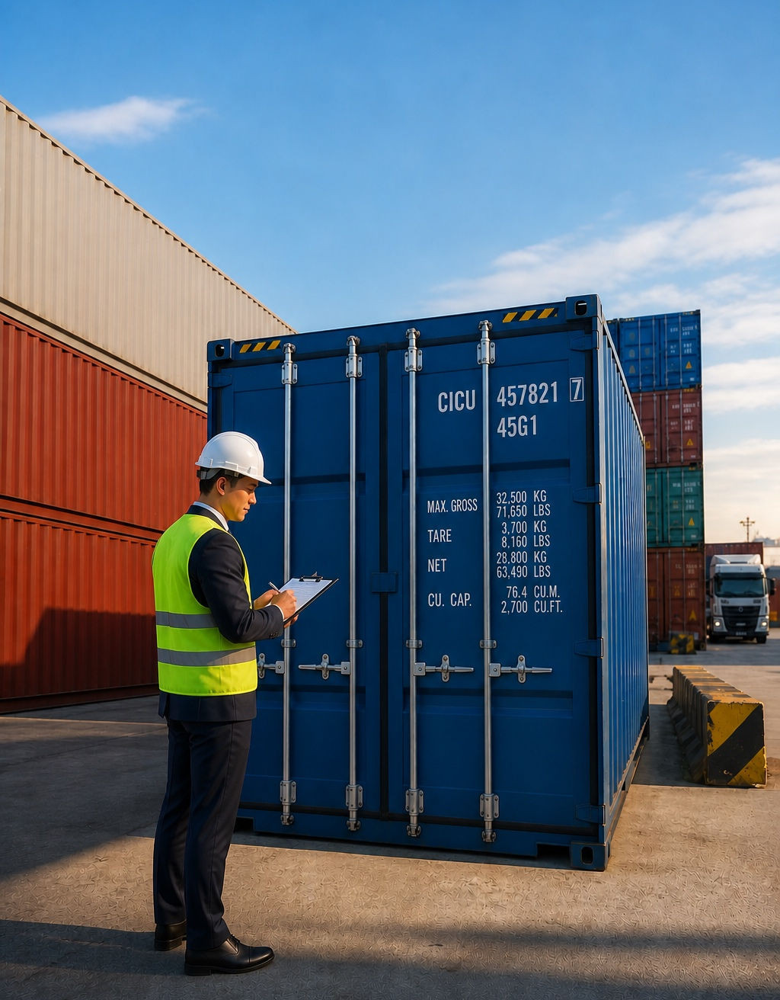 CICU 457821 7
45G1
MAX. GROSS 32,500 KG
71,650 LBS
TARE 3,700 KG
8,160 LBS
NET 28,800 KG
63,490 LBS
CU. CAP. 76.4 CU.M.
2,700 CU.FT.